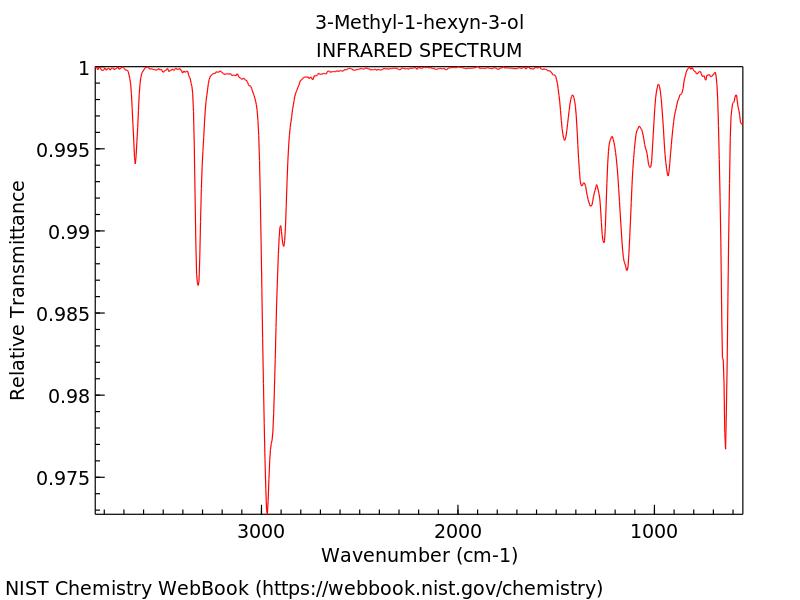 3-Methyl-1-hexyn-3-ol
INFRARED SPECTRUM
1
0.995
0.99
0.985
0.98
0.975
Relative Transmittance
3000 2000 1000
Wavenumber (cm-1)
NIST Chemistry WebBook (https://webbook.nist.gov/chemistry)